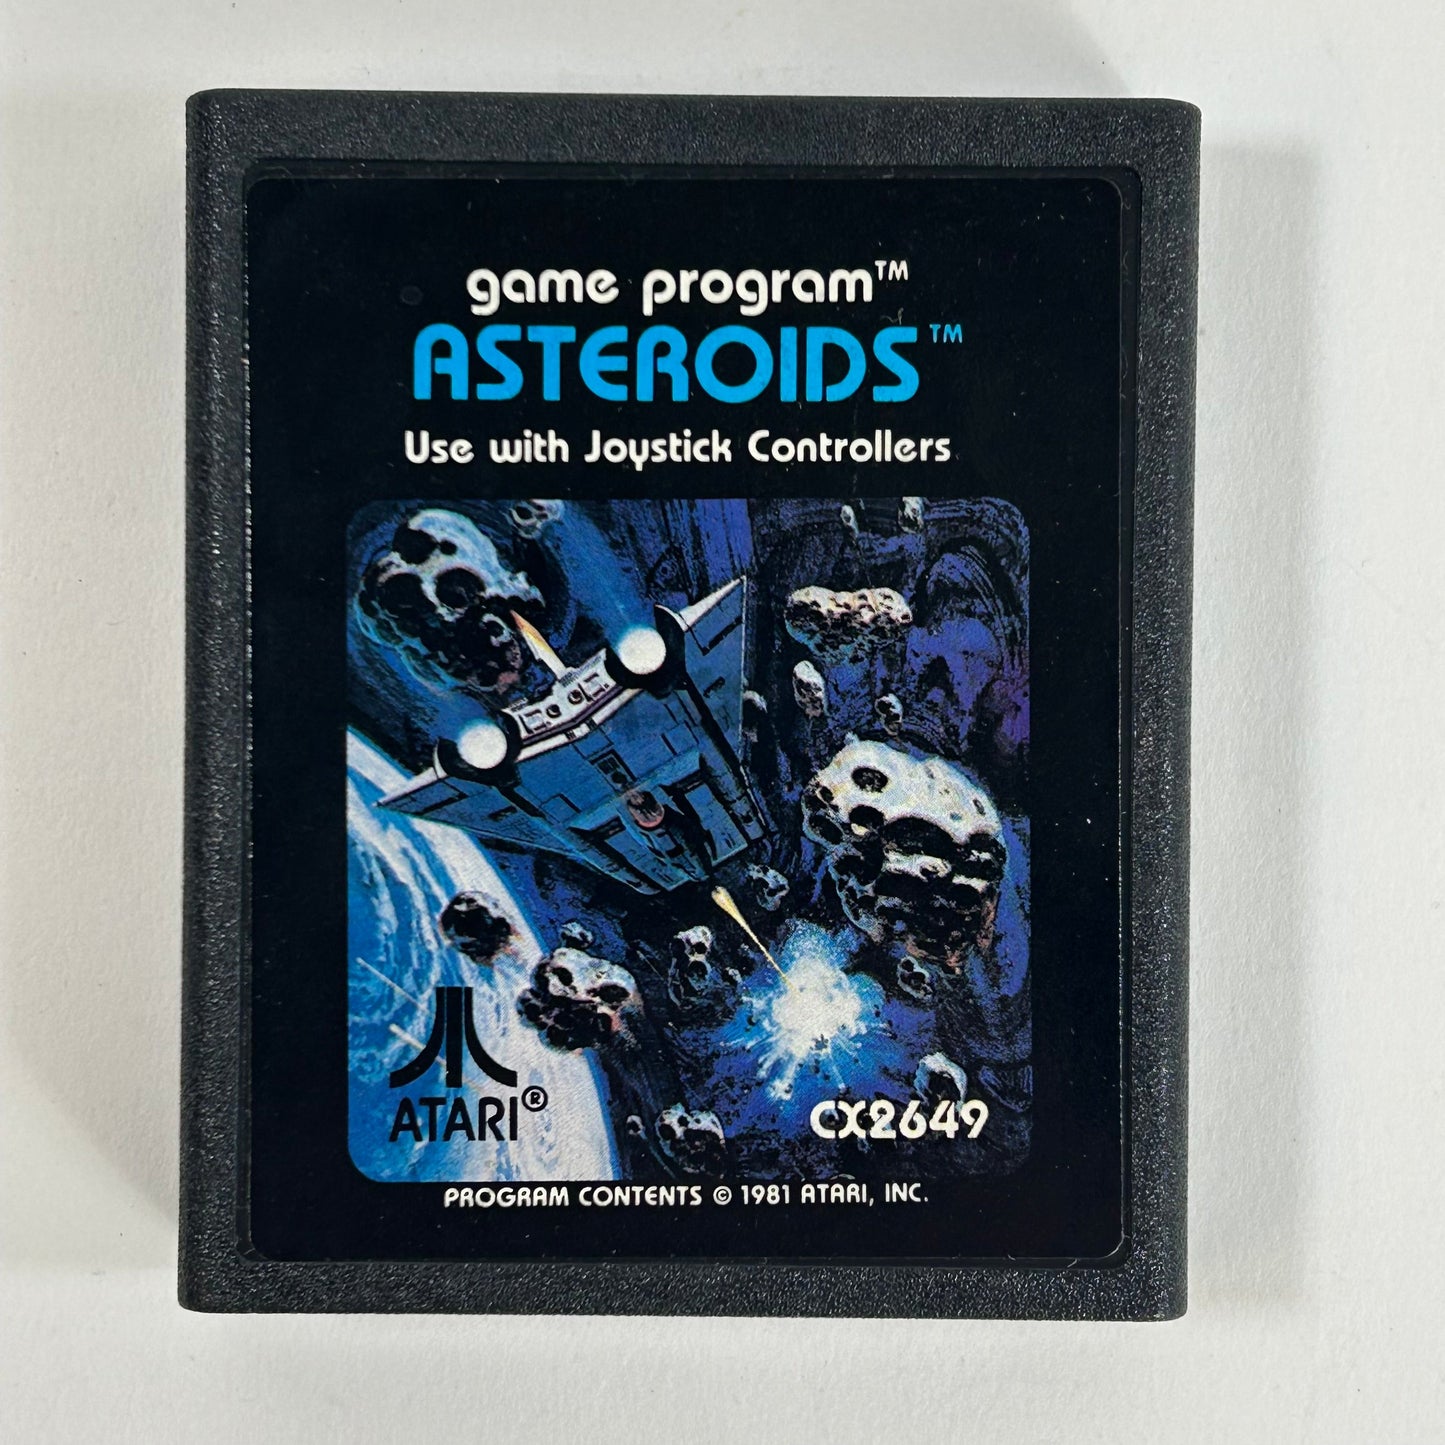 game program™
ASTEROIDS™
Use with Joystick Controllers
ATARI®
CX2649
PROGRAM CONTENTS © 1981 ATARI, INC.